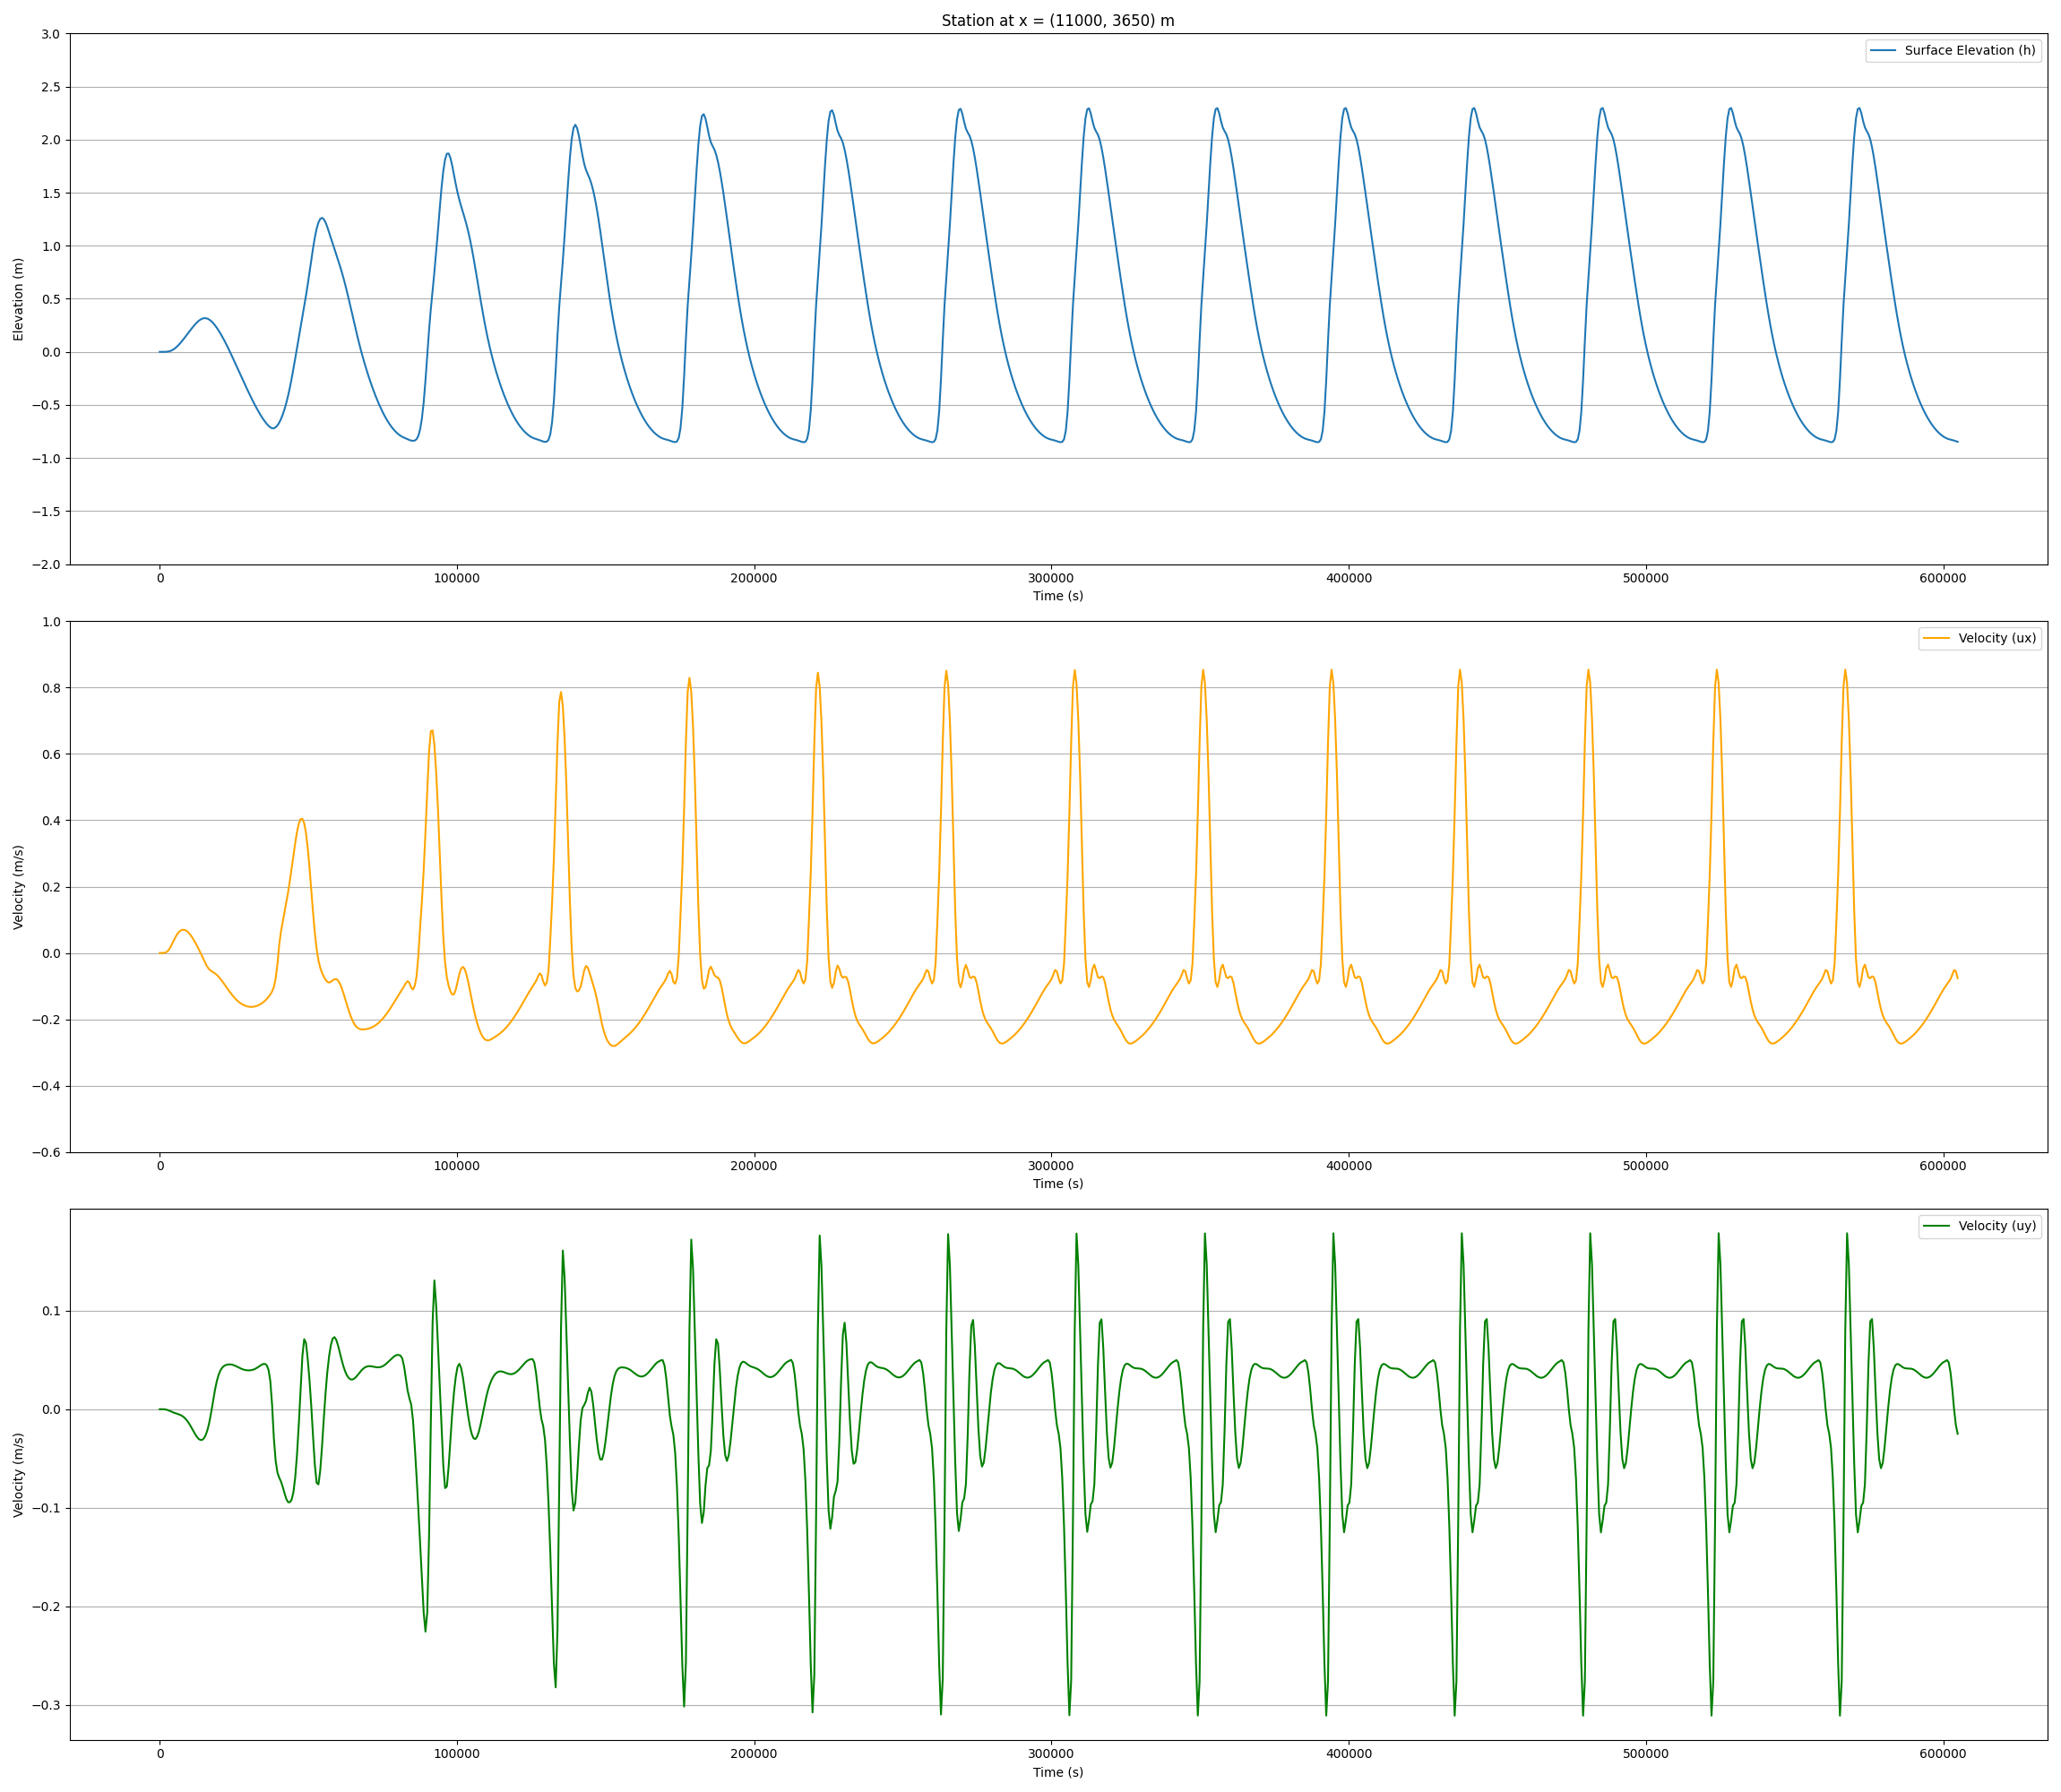 Station at x = (11000, 3650) m
3.0
2.5
2.0
1.5
1.0
0.5
0.0
−0.5
−1.0
−1.5
−2.0
Elevation (m)
Surface Elevation (h)
0 100000 200000 300000 400000 500000 600000
Time (s)
1.0
0.8
0.6
0.4
0.2
0.0
−0.2
−0.4
−0.6
Velocity (m/s)
Velocity (ux)
0 100000 200000 300000 400000 500000 600000
Time (s)
0.1
0.0
−0.1
−0.2
−0.3
Velocity (m/s)
Velocity (uy)
0 100000 200000 300000 400000 500000 600000
Time (s)